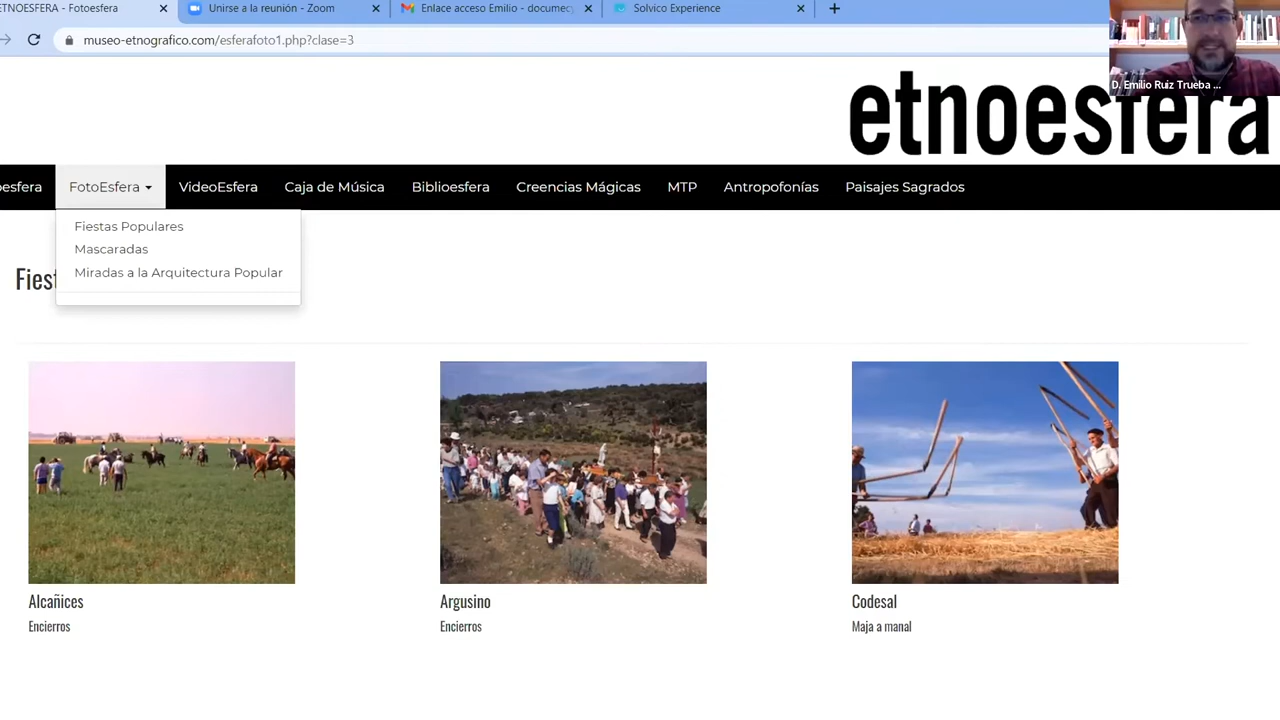 ETNOESFERA - Fotoesfera
Unirse a la reunión - Zoom
Enlace acceso Emilio - documecy
Solvico Experience
museo-etnografico.com/esferafoto1.php?clase=3
D. Emilio Ruiz Trueba ...
etnoesfera
oesfera
FotoEsfera
VideoEsfera
Caja de Música
Biblioesfera
Creencias Mágicas
MTP
Antropofonías
Paisajes Sagrados
Fiestas Populares
Mascaradas
Miradas a la Arquitectura Popular
Fiest
Alcañices
Encierros
Argusino
Encierros
Codesal
Maja a manal